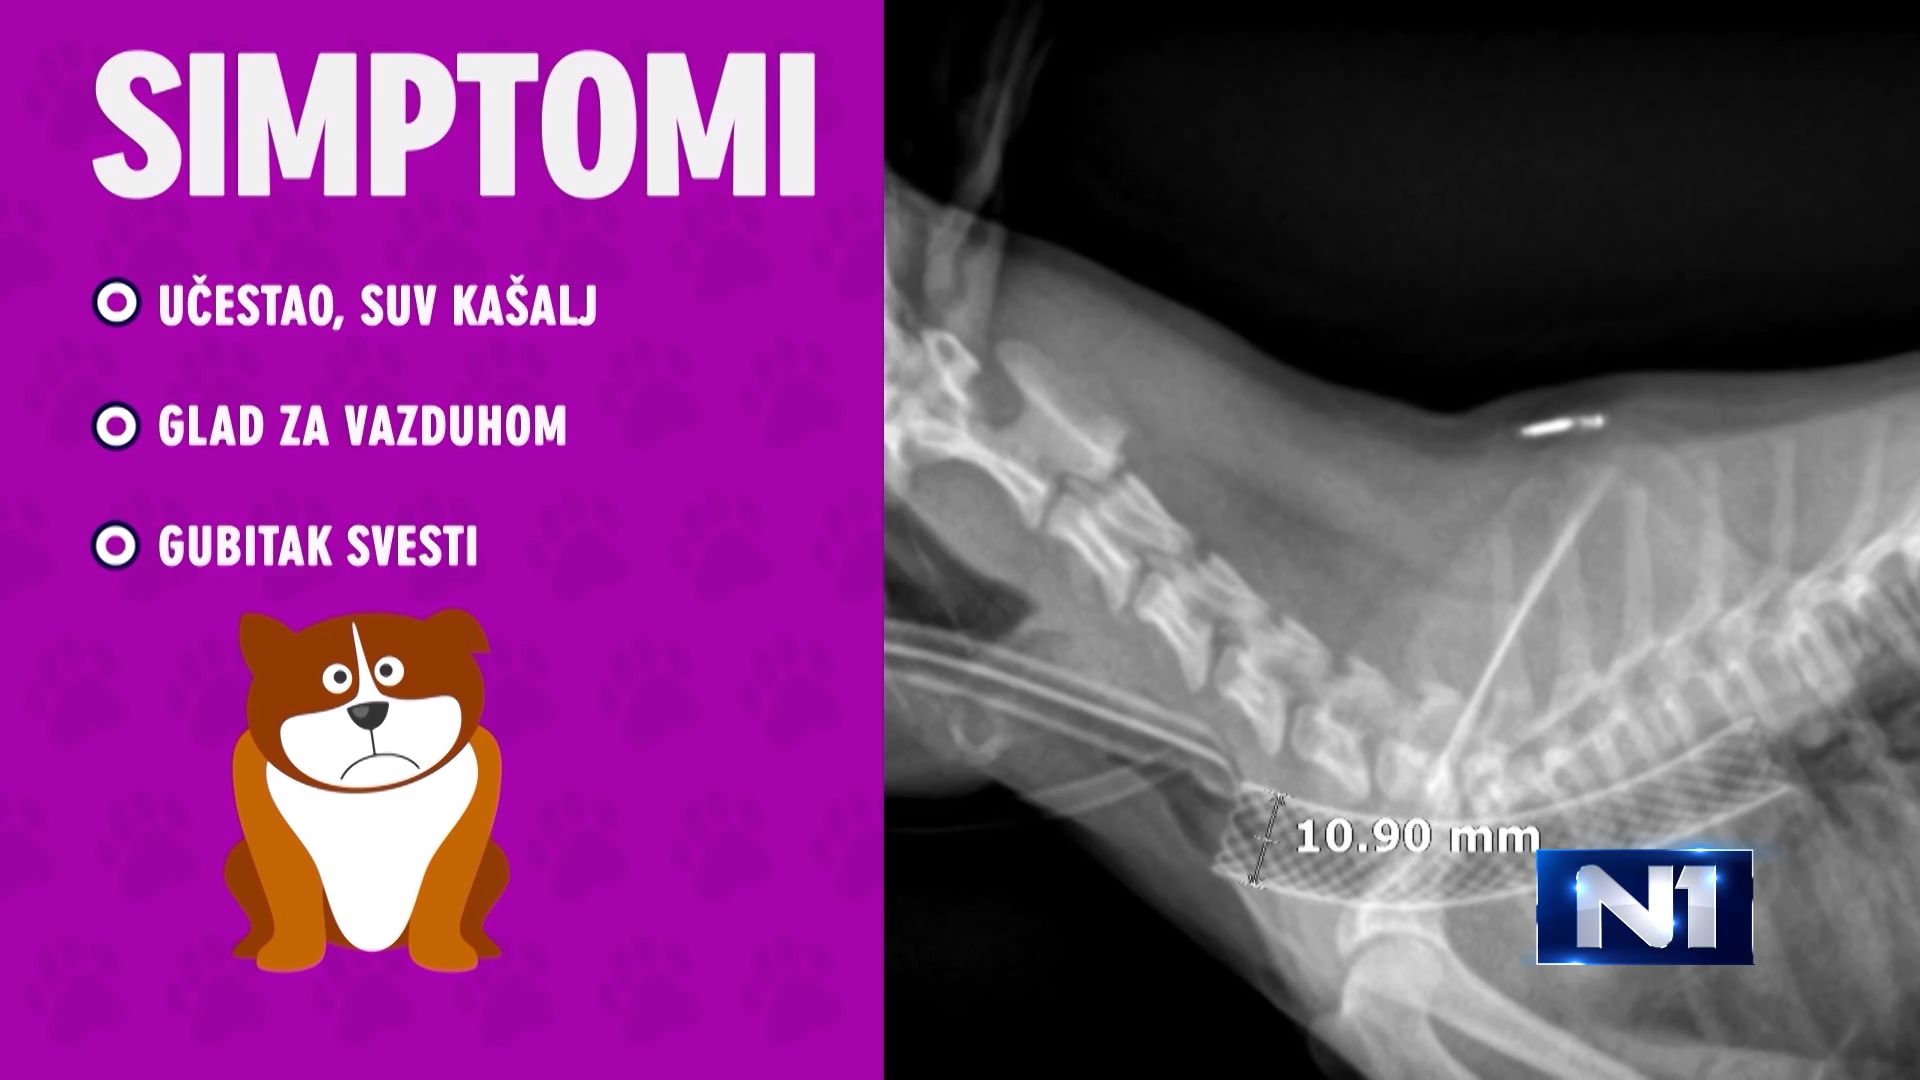 SIMPTOMI
UČESTAO, SUV KAŠALJ
GLAD ZA VAZDUHOM
GUBITAK SVESTI
10.90 mm
N1